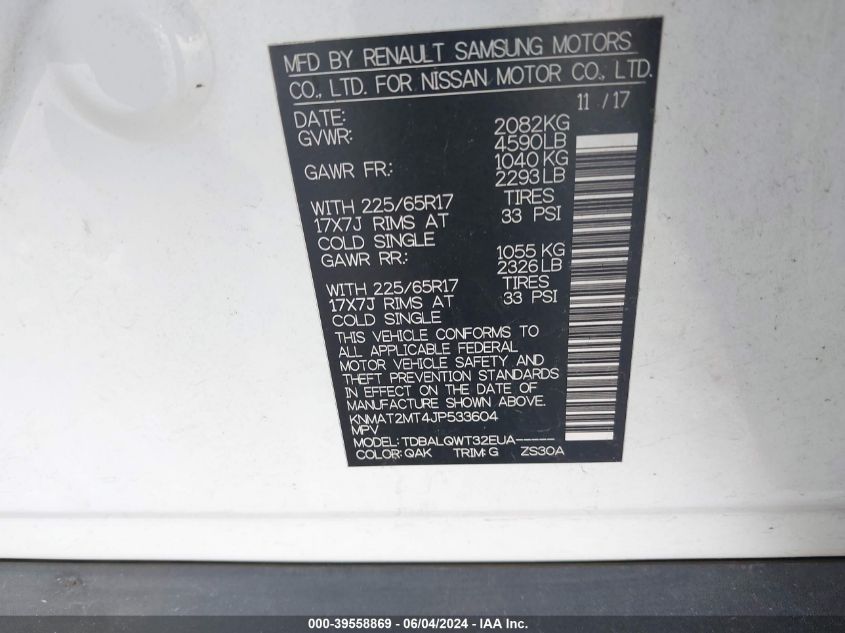 MFD BY RENAULT SAMSUNG MOTORS
CO., LTD. FOR NISSAN MOTOR CO., LTD.
DATE: 11 / 17
GVWR: 2082KG
4590LB
GAWR FR: 1040 KG
2293 LB
WITH 225/65R17 TIRES
17X7J RIMS AT 33 PSI
COLD SINGLE
GAWR RR: 1055 KG
2326 LB
WITH 225/65R17 TIRES
17X7J RIMS AT 33 PSI
COLD SINGLE
THIS VEHICLE CONFORMS TO
ALL APPLICABLE FEDERAL
MOTOR VEHICLE SAFETY AND
THEFT PREVENTION STANDARDS
IN EFFECT ON THE DATE OF
MANUFACTURE SHOWN ABOVE.
KNMAT2MT4JP533604
MPV
MODEL: TDBALQWT32EUA------
COLOR: QAK TRIM: G ZS30A
000-39558869 - 06/04/2024 - IAA, Inc.